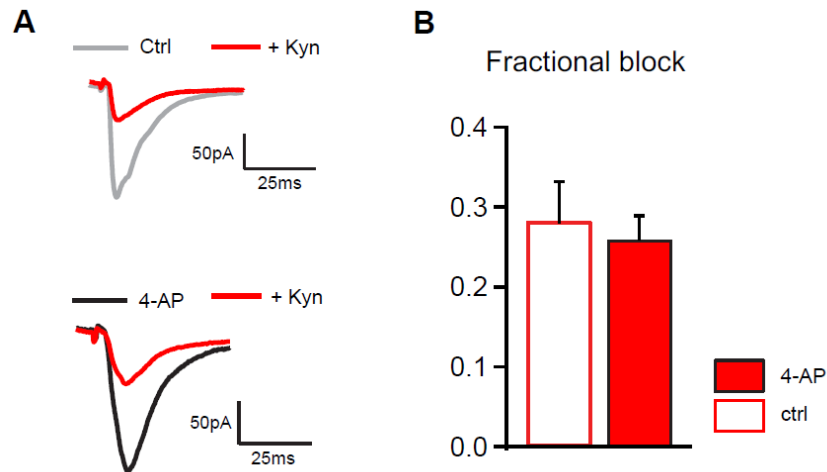 A
Ctrl + Kyn
50pA
25ms
4-AP + Kyn
50pA
25ms
B
Fractional block
0.4
0.3
0.2
0.1
0.0
4-AP
ctrl